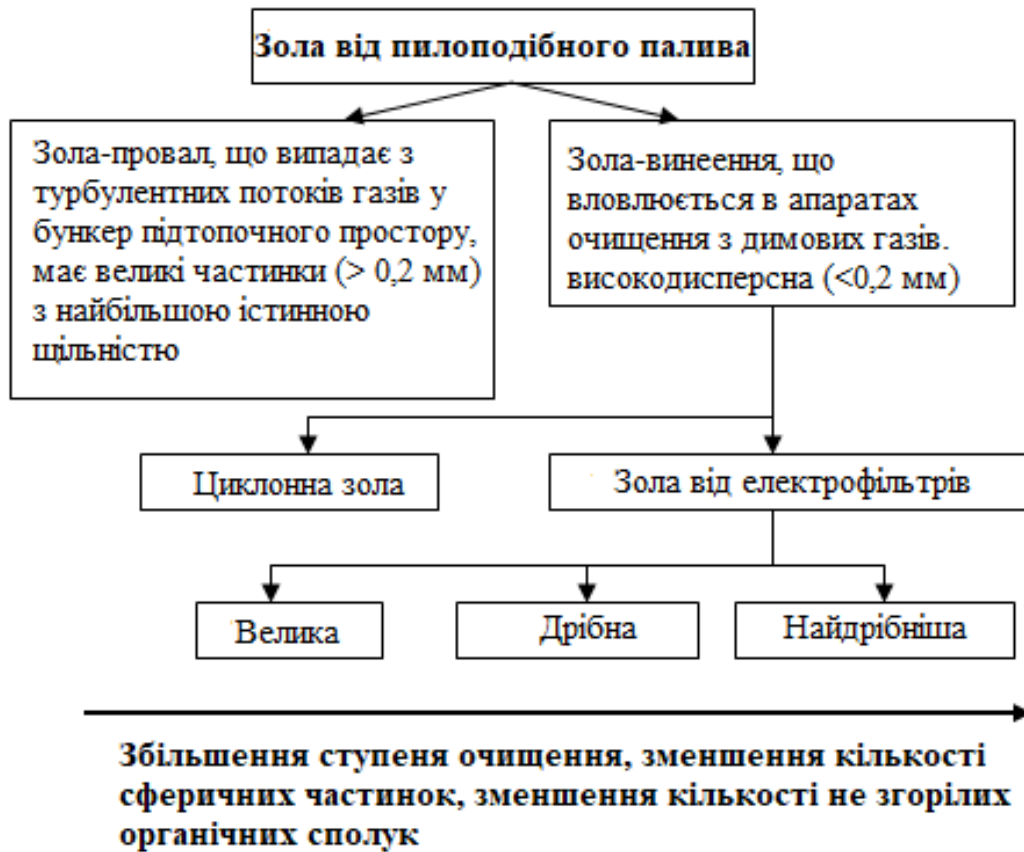 Зола від пилоподібного палива
Зола-провал, що випадає з
турбулентних потоків газів у
бункер підтопочного простору,
має великі частинки (> 0,2 мм)
з найбільшою істинною
щільністю
Зола-винеення, що
вловлюється в апаратах
очищення з димових газів.
високодисперсна (<0,2 мм)
Циклонна зола
Зола від електрофільтрів
Велика
Дрібна
Найдрібніша
Збільшення ступеня очищення, зменшення кількості
сферичних частинок, зменшення кількості не згорілих
органічних сполук